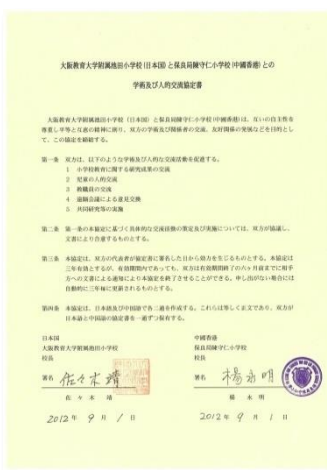 大阪教育大学附属池田小学校(日本国)と保良局陳守仁小学校(中國香港)との
学術及び人的交流協定書
大阪教育大学附属池田小学校(日本国)と保良局陳守仁小学校(中國香港)は、互いの自主性を
尊重し平等と互恵の精神に則り、双方の学術及び関係者の交流、友好関係の発展などを目的とし
て、この協定を締結する。
第一条 双方は、以下のような学術及び人的な交流活動を促進する。
1 小学校教育に関する研究成果の交流
2 児童の人的交流
3 教職員の交流
4 遠隔会議による意見交換
5 共同研究等の実施
第二条 第一条の本協定に基づく具体的な交流活動の策定及び実施については、双方が協議し、
文書により合意するものとする。
第三条 本協定は、双方の代表者が協定書に署名した日から効力を生じるものとする。本協定は
三年有効とするが、有効期間内であっても、双方は有効期間終了の六ヶ月前までに相手
方への文書による通知により本協定を終了させることができる。申し出がない場合には
自動的に三年毎に更新されるものとする。
第四条 本協定は、日本語及び中国語で各二通を作成する。これらは等しく正文であり、双方が
日本語と中国語の協定書を一通ずつ保有する。
日本国
大阪教育大学附属池田小学校
校長
署名 佐々木 靖
佐々木 靖
2012年 9月 1日
中國香港
保良局陳守仁小学校
校長
署名 楊永明
楊 永明
2012年 9月 1日